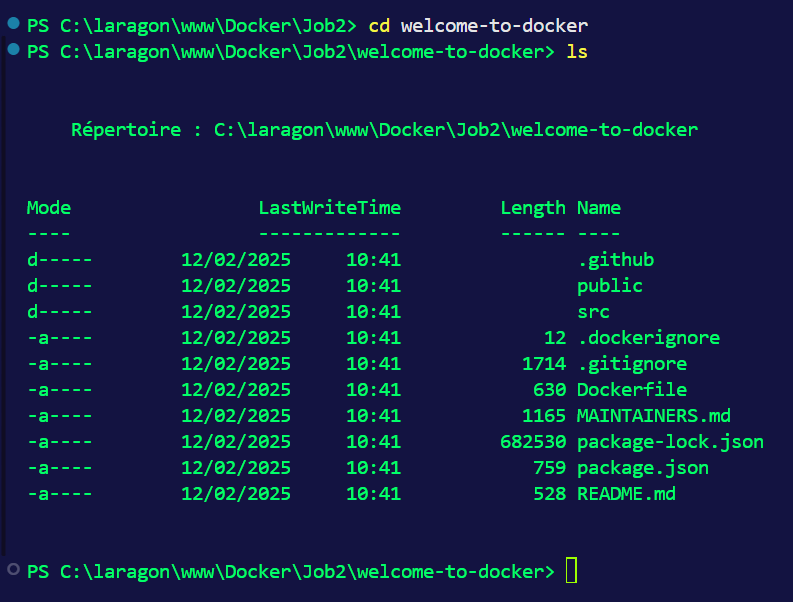 PS C:\laragon\www\Docker\Job2> cd welcome-to-docker
PS C:\laragon\www\Docker\Job2\welcome-to-docker> ls
Répertoire : C:\laragon\www\Docker\Job2\welcome-to-docker
Mode LastWriteTime Length Name
---- ------------- ------ ----
d----- 12/02/2025 10:41 .github
d----- 12/02/2025 10:41 public
d----- 12/02/2025 10:41 src
-a---- 12/02/2025 10:41 12 .dockerignore
-a---- 12/02/2025 10:41 1714 .gitignore
-a---- 12/02/2025 10:41 630 Dockerfile
-a---- 12/02/2025 10:41 1165 MAINTAINERS.md
-a---- 12/02/2025 10:41 682530 package-lock.json
-a---- 12/02/2025 10:41 759 package.json
-a---- 12/02/2025 10:41 528 README.md
PS C:\laragon\www\Docker\Job2\welcome-to-docker>